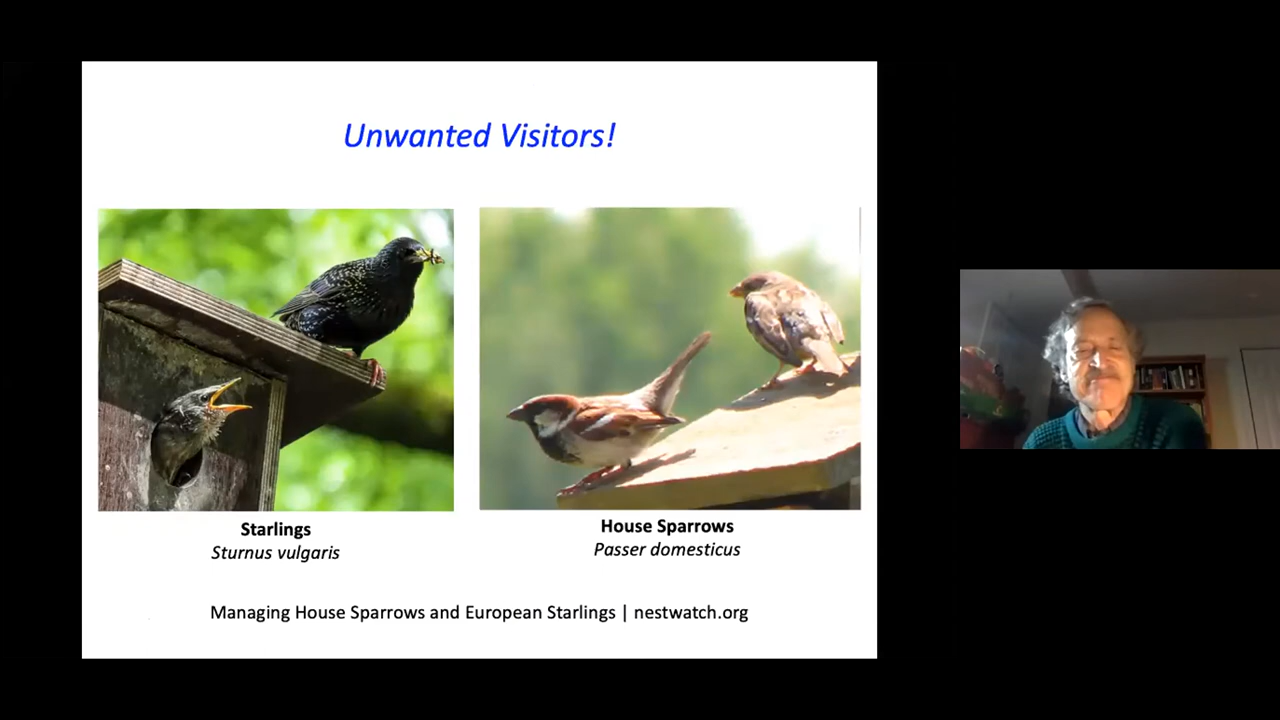 Unwanted Visitors!
Starlings
Sturnus vulgaris
House Sparrows
Passer domesticus
Managing House Sparrows and European Starlings | nestwatch.org